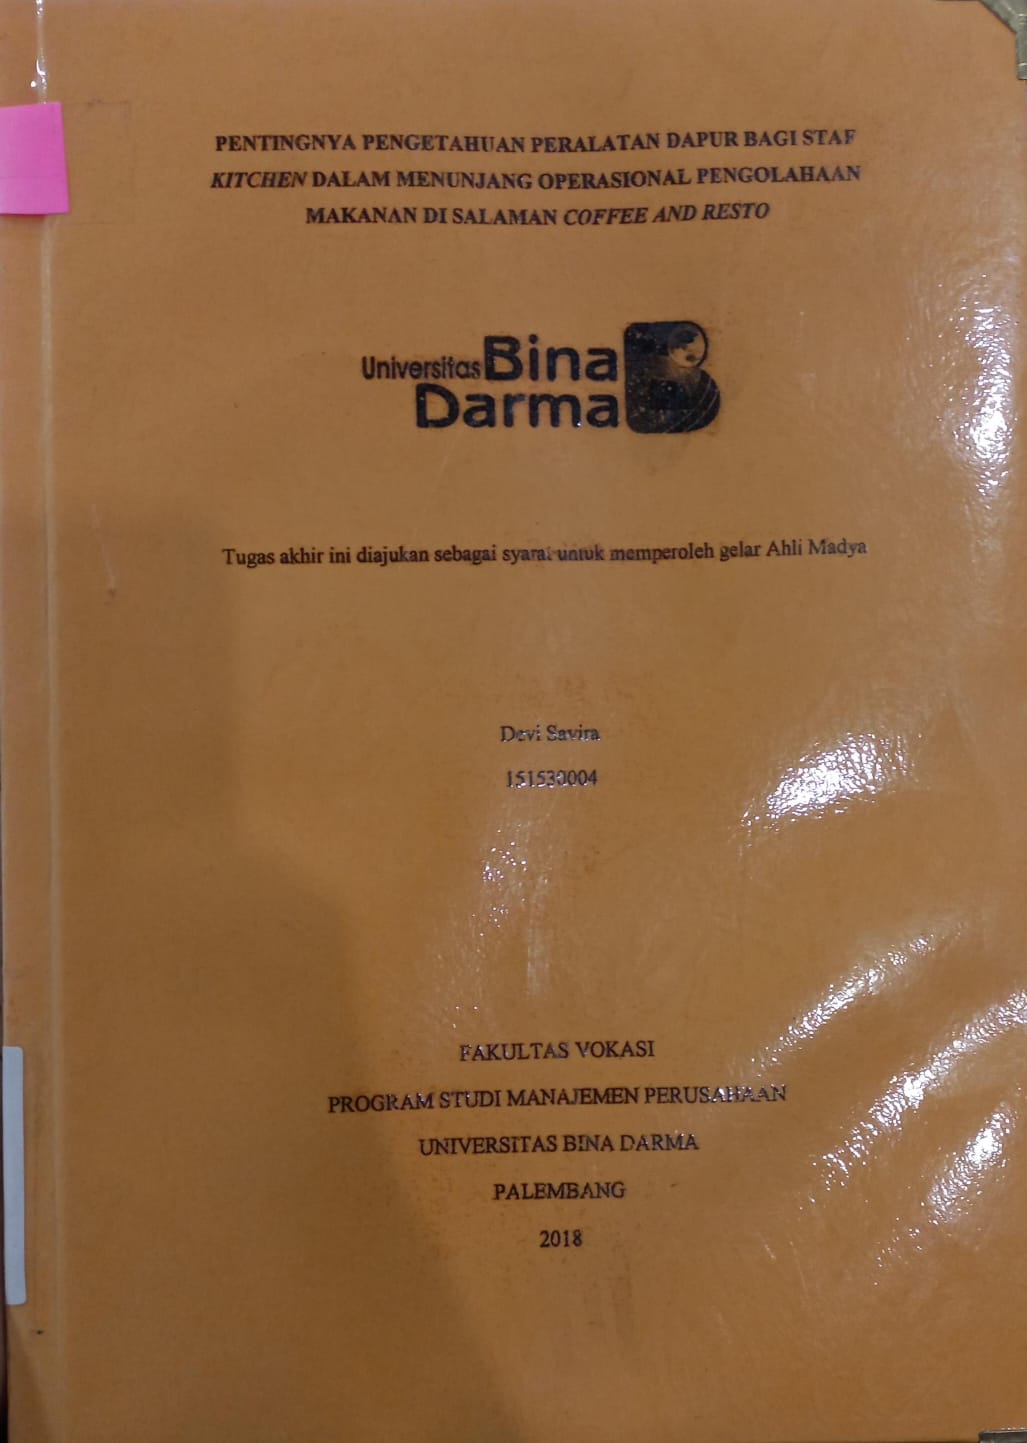 PENTINGNYA PENGETAHUAN PERALATAN DAPUR BAGI STAF
KITCHEN DALAM MENUNJANG OPERASIONAL PENGOLAHAAN
MAKANAN DI SALAMAN COFFEE AND RESTO
Universitas Bina
Darma
Tugas akhir ini diajukan sebagai syarat untuk memperoleh gelar Ahli Madya
Devi Savira
151530004
FAKULTAS VOKASI
PROGRAM STUDI MANAJEMEN PERUSAHAAN
UNIVERSITAS BINA DARMA
PALEMBANG
2018